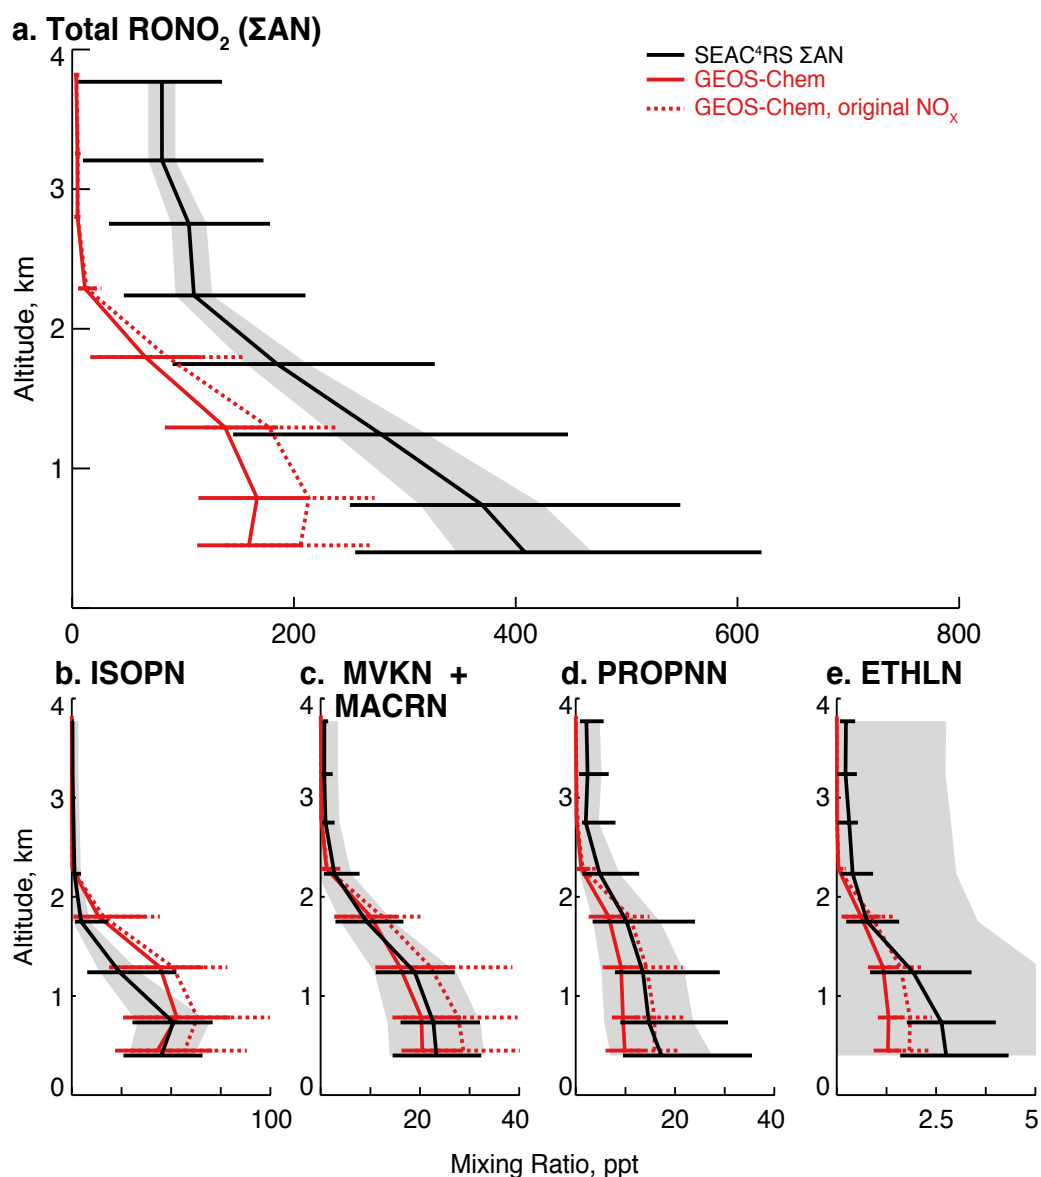 a. Total RONO₂ (ΣAN)
SEAC⁴RS ΣAN
GEOS-Chem
GEOS-Chem, original NOₓ
4
3
2
1
Altitude, km
0 200 400 600 800
b. ISOPN
c. MVKN +
MACRN
d. PROPNN
e. ETHLN
4 4 4 4
3 3 3 3
2 2 2 2
1 1 1 1
0 0 0 0
Altitude, km
100 20 40 20 40 2.5 5
Mixing Ratio, ppt